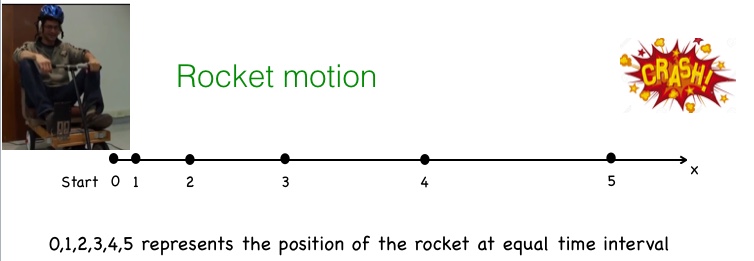 Rocket motion
CRASH!
x
Start 0 1 2 3 4 5
0,1,2,3,4,5 represents the position of the rocket at equal time interval